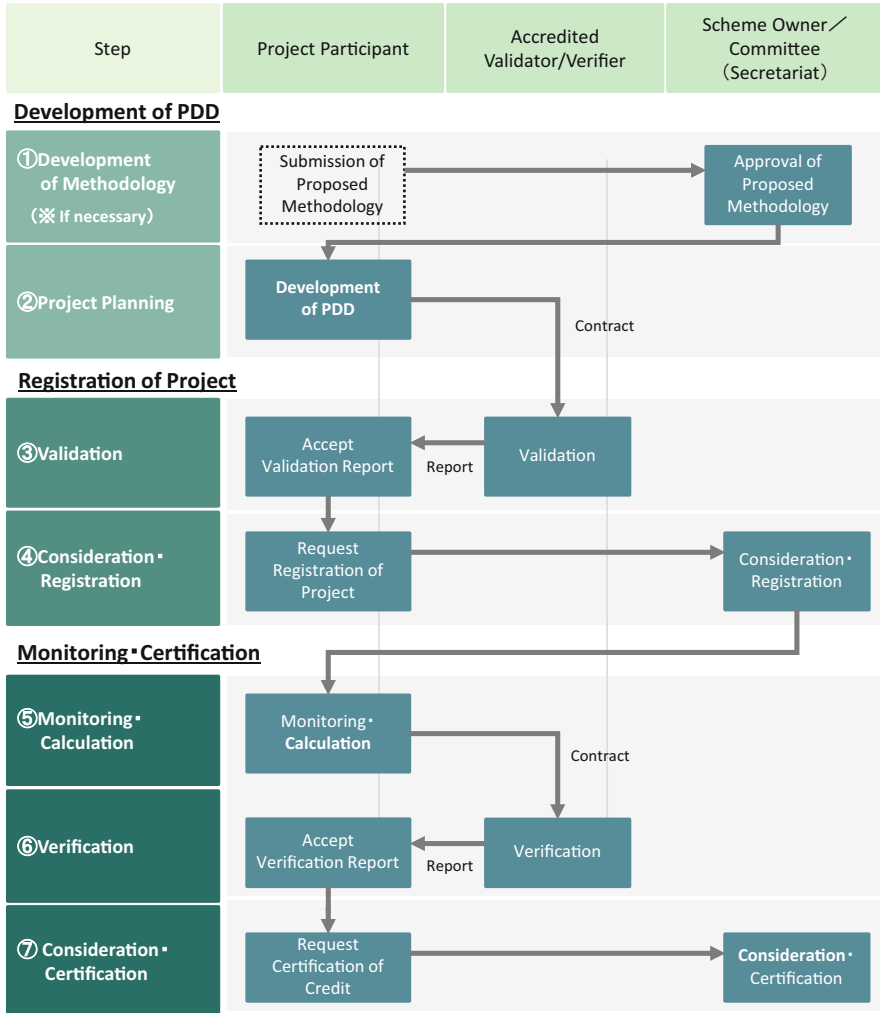 Step
Project Participant
Accredited
Validator/Verifier
Scheme Owner／
Committee
（Secretariat）
Development of PDD
①Development
of Methodology
（※ If necessary）
Submission of
Proposed
Methodology
Approval of
Proposed
Methodology
②Project Planning
Development
of PDD
Contract
Registration of Project
③Validation
Accept
Validation Report
Report
Validation
④Consideration・
Registration
Request
Registration of
Project
Consideration・
Registration
Monitoring・Certification
⑤Monitoring・
Calculation
Monitoring・
Calculation
Contract
⑥Verification
Accept
Verification Report
Report
Verification
⑦ Consideration・
Certification
Request
Certification of
Credit
Consideration・
Certification